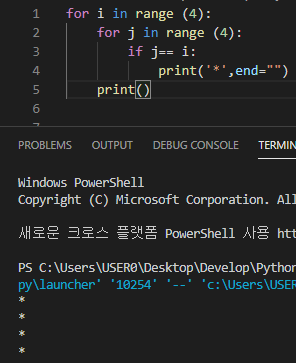 1 for i in range (4):
2     for j in range (4):
3         if j== i:
4             print('*',end="")
5     print()
6
PROBLEMS OUTPUT DEBUG CONSOLE TERMIN
Windows PowerShell
Copyright (C) Microsoft Corporation. All
새로운 크로스 플랫폼 PowerShell 사용 htt
PS C:\Users\USER0\Desktop\Develop\Python
py\launcher' '10254' '--' 'c:\Users\USER
*
*
*
*